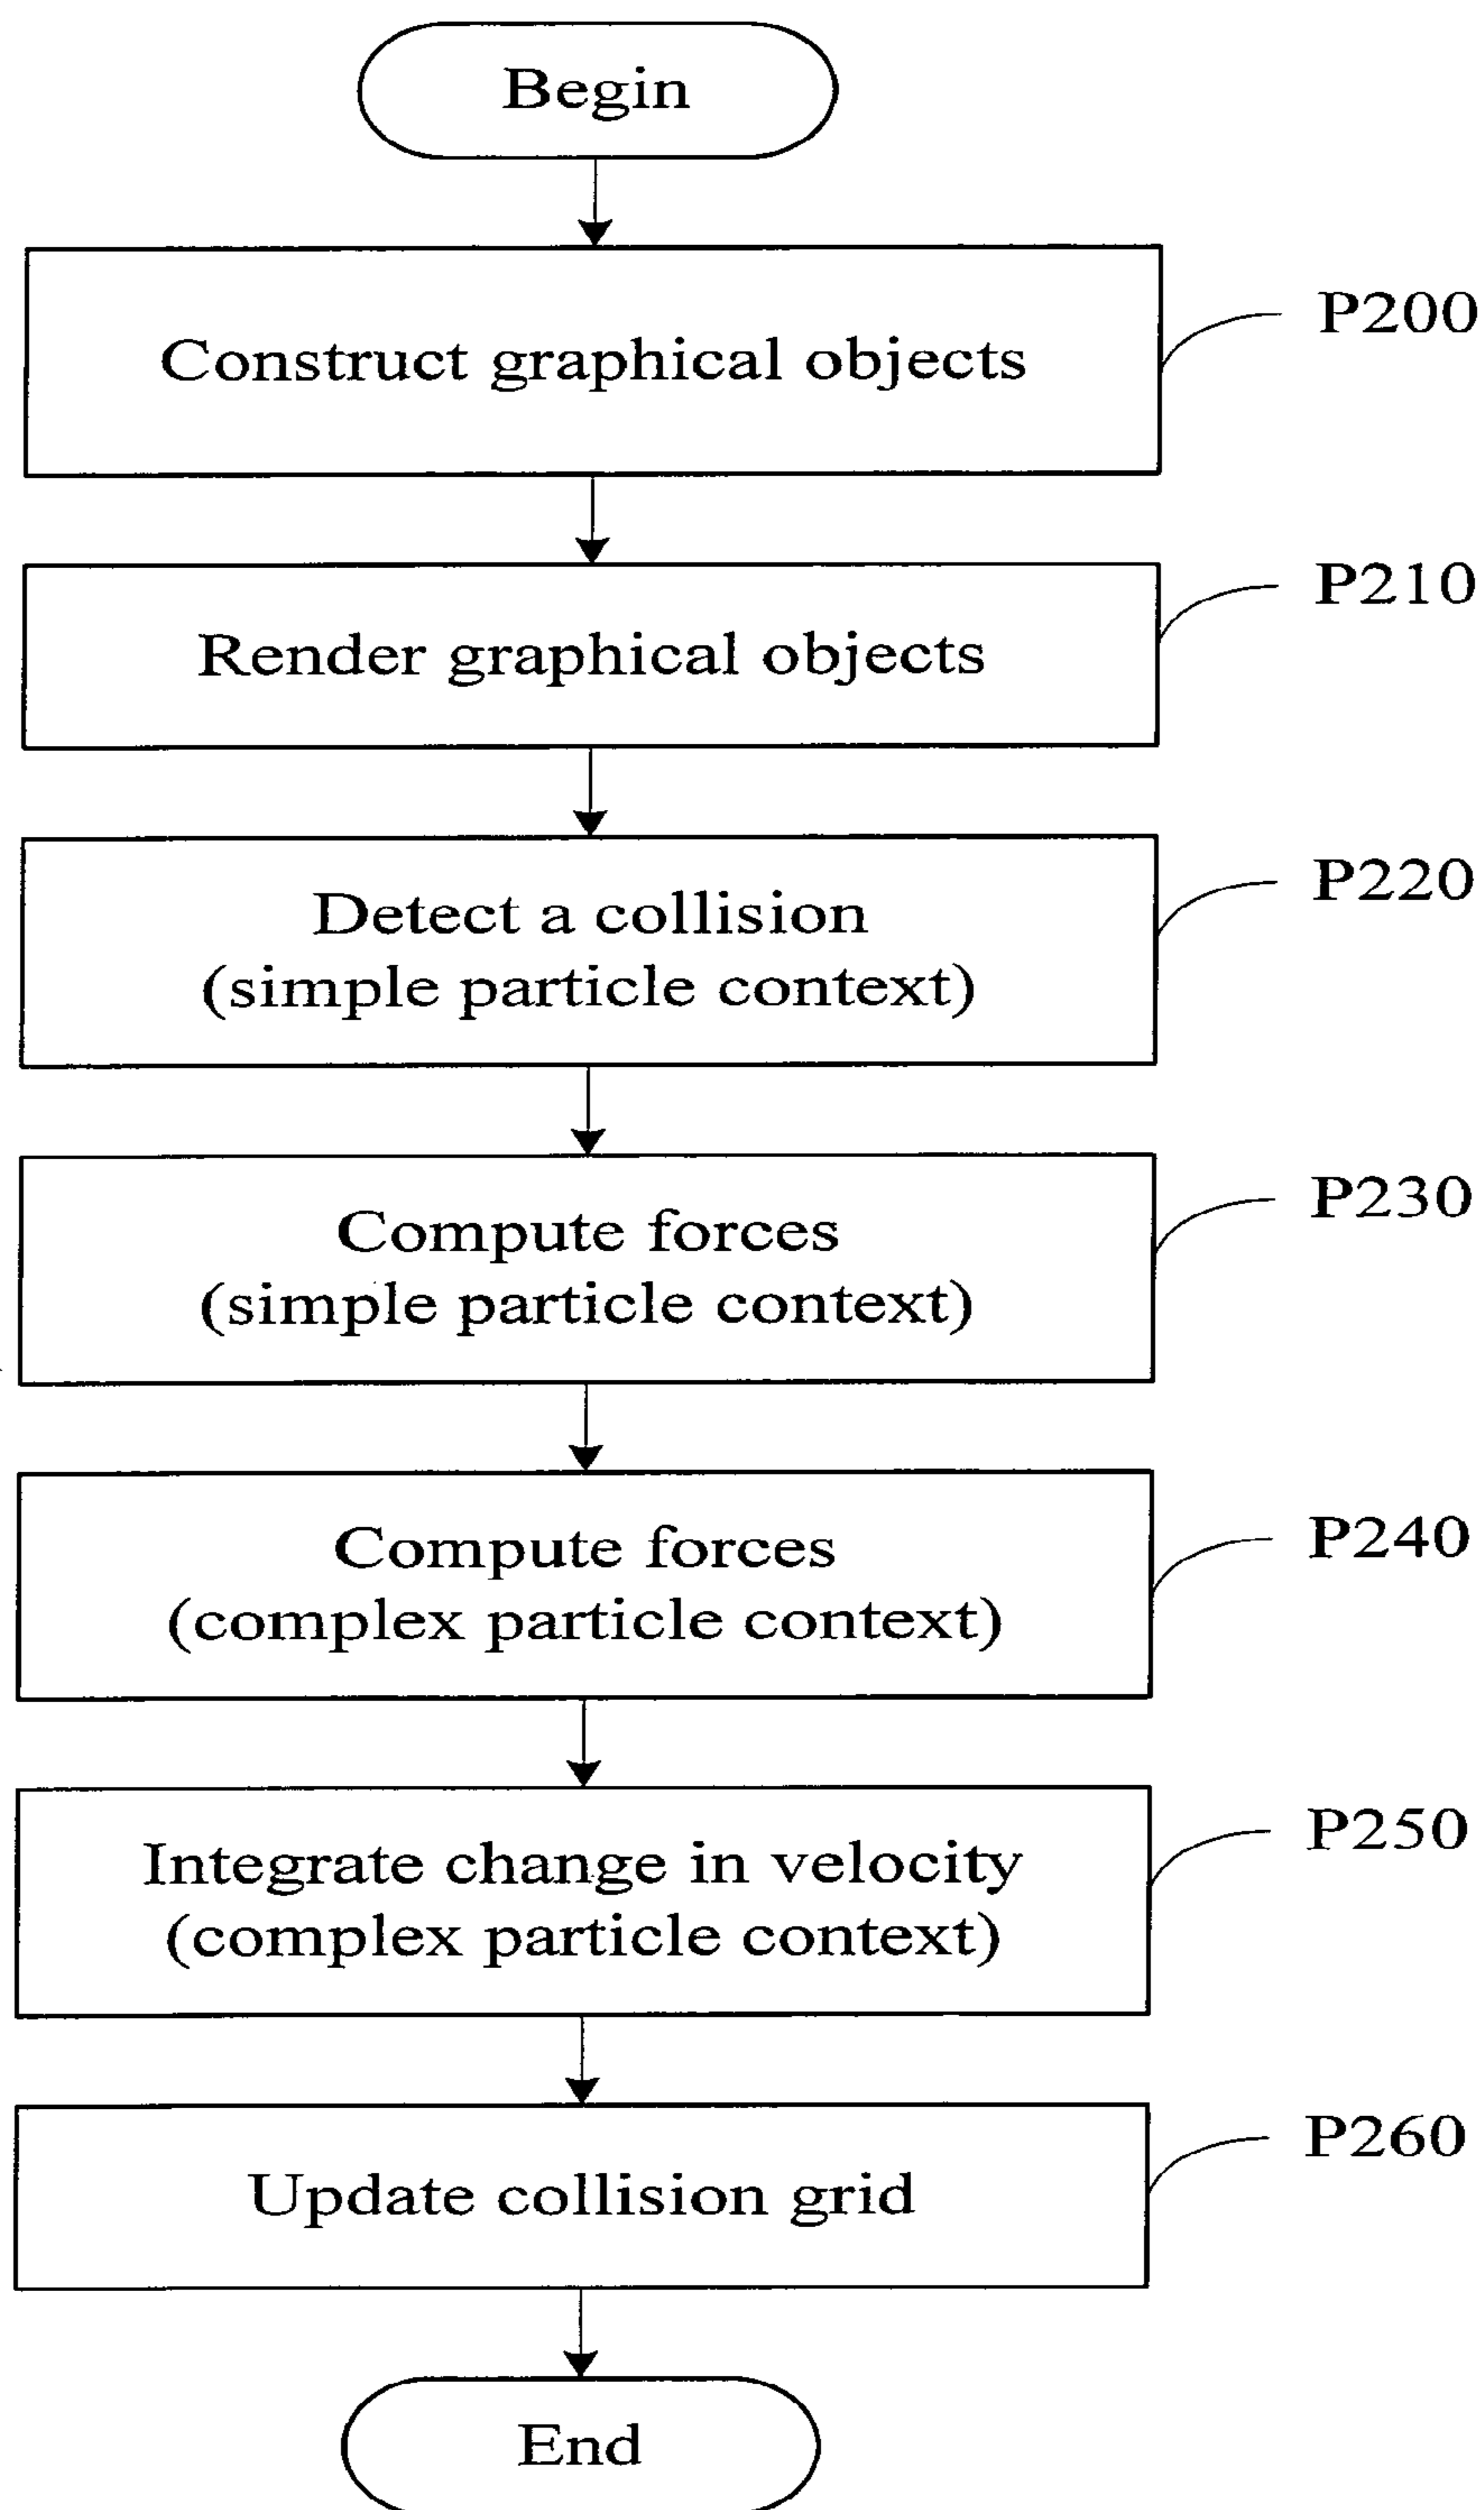 Begin
Construct graphical objects
P200
Render graphical objects
P210
Detect a collision
(simple particle context)
P220
Compute forces
(simple particle context)
P230
Compute forces
(complex particle context)
P240
Integrate change in velocity
(complex particle context)
P250
Update collision grid
P260
End